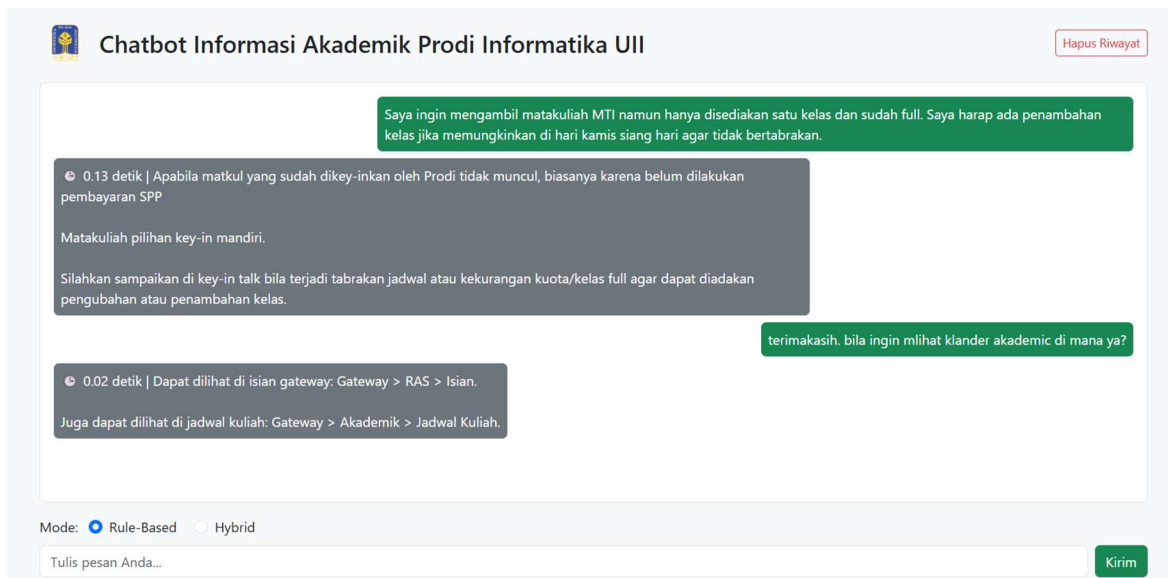 Chatbot Informasi Akademik Prodi Informatika UII
Hapus Riwayat
Saya ingin mengambil matakuliah MTI namun hanya disediakan satu kelas dan sudah full. Saya harap ada penambahan
kelas jika memungkinkan di hari kamis siang hari agar tidak bertabrakan.
0.13 detik | Apabila matkul yang sudah dikey-inkan oleh Prodi tidak muncul, biasanya karena belum dilakukan
pembayaran SPP
Matakuliah pilihan key-in mandiri.
Silahkan sampaikan di key-in talk bila terjadi tabrakan jadwal atau kekurangan kuota/kelas full agar dapat diadakan
pengubahan atau penambahan kelas.
terimakasih. bila ingin mlihat klander akademic di mana ya?
0.02 detik | Dapat dilihat di isian gateway: Gateway > RAS > Isian.
Juga dapat dilihat di jadwal kuliah: Gateway > Akademik > Jadwal Kuliah.
Mode: Rule-Based Hybrid
Tulis pesan Anda...
Kirim